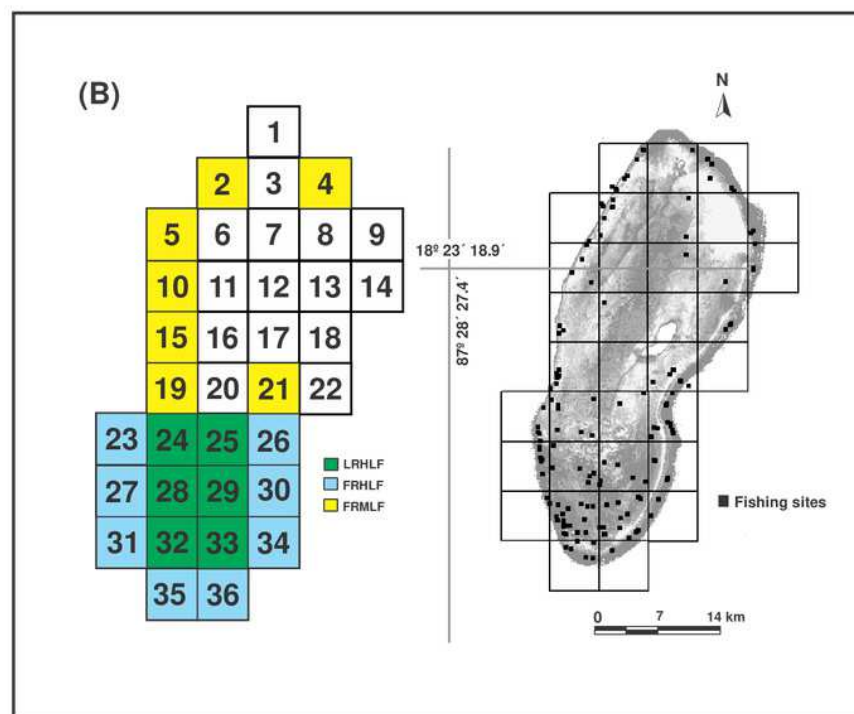 (B)
1
2 3 4
5 6 7 8 9
10 11 12 13 14
15 16 17 18
19 20 21 22
23 24 25 26
27 28 29 30
31 32 33 34
35 36
LRHLF
FRHLF
FRMLF
N
18º 23´ 18.9´
87º 28´ 27.4´
Fishing sites
0 7 14 km